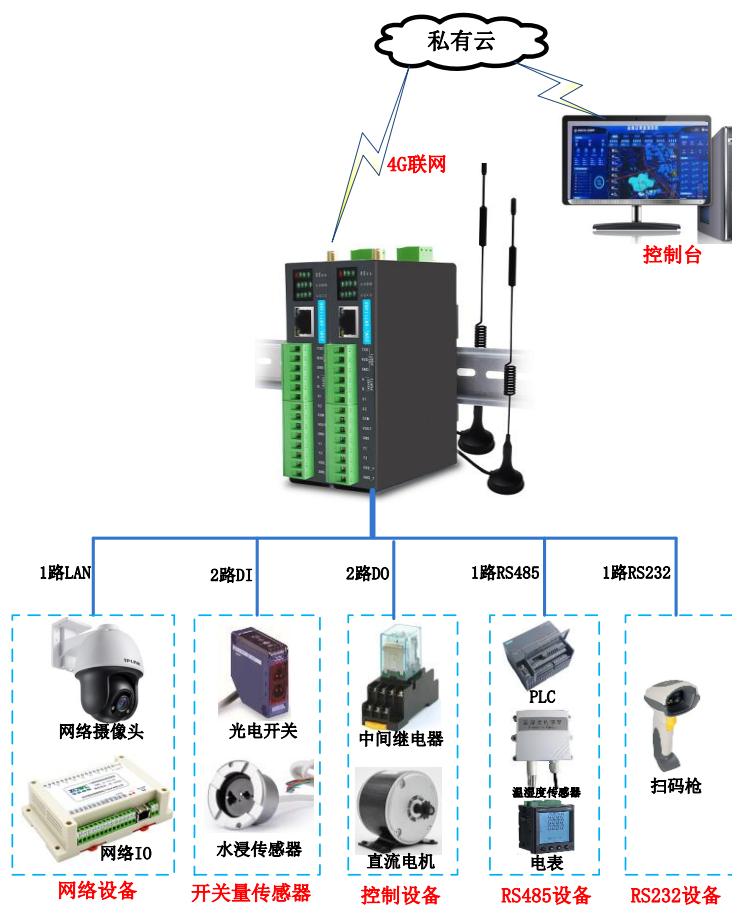 私有云
4G联网
控制台
1路LAN
2路DI
2路DO
1路RS485
1路RS232
TP-LINK
网络摄像头
光电开关
中间继电器
PLC
温湿度传感器
扫码枪
网络IO
水浸传感器
直流电机
电表
网络设备
开关量传感器
控制设备
RS485设备
RS232设备